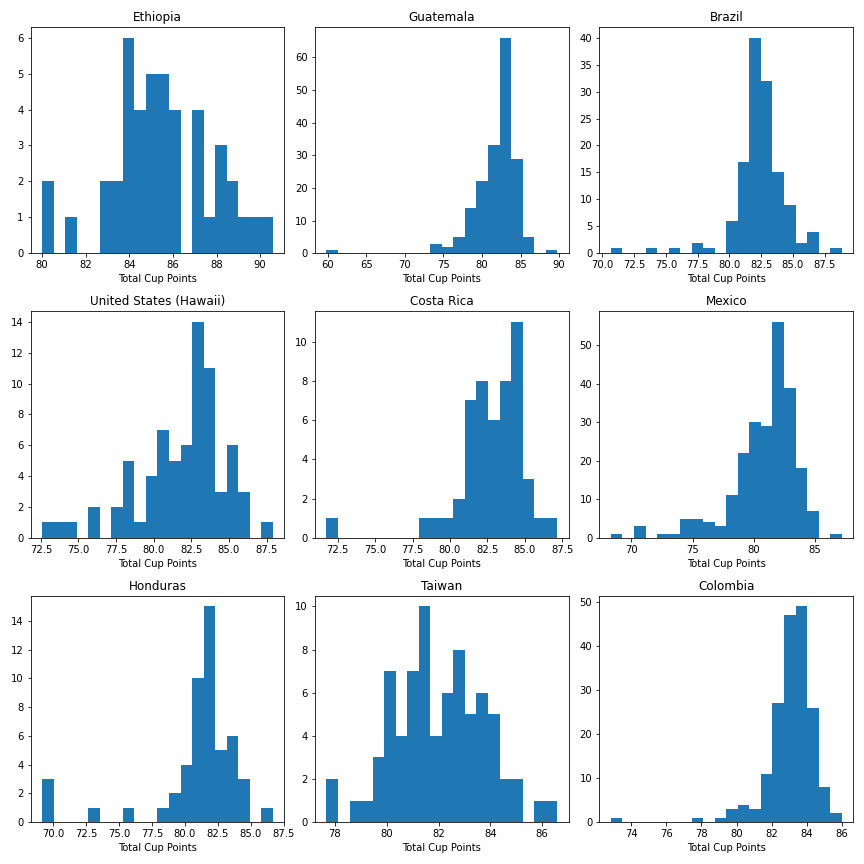 Ethiopia
6
5
4
3
2
1
0
80 82 84 86 88 90
Total Cup Points
Guatemala
60
50
40
30
20
10
0
60 65 70 75 80 85 90
Total Cup Points
Brazil
40
35
30
25
20
15
10
5
0
70.0 72.5 75.0 77.5 80.0 82.5 85.0 87.5
Total Cup Points
United States (Hawaii)
14
12
10
8
6
4
2
0
72.5 75.0 77.5 80.0 82.5 85.0 87.5
Total Cup Points
Costa Rica
10
8
6
4
2
0
72.5 75.0 77.5 80.0 82.5 85.0 87.5
Total Cup Points
Mexico
50
40
30
20
10
0
70 75 80 85
Total Cup Points
Honduras
14
12
10
8
6
4
2
0
70.0 72.5 75.0 77.5 80.0 82.5 85.0 87.5
Total Cup Points
Taiwan
10
8
6
4
2
0
78 80 82 84 86
Total Cup Points
Colombia
50
40
30
20
10
0
74 76 78 80 82 84 86
Total Cup Points